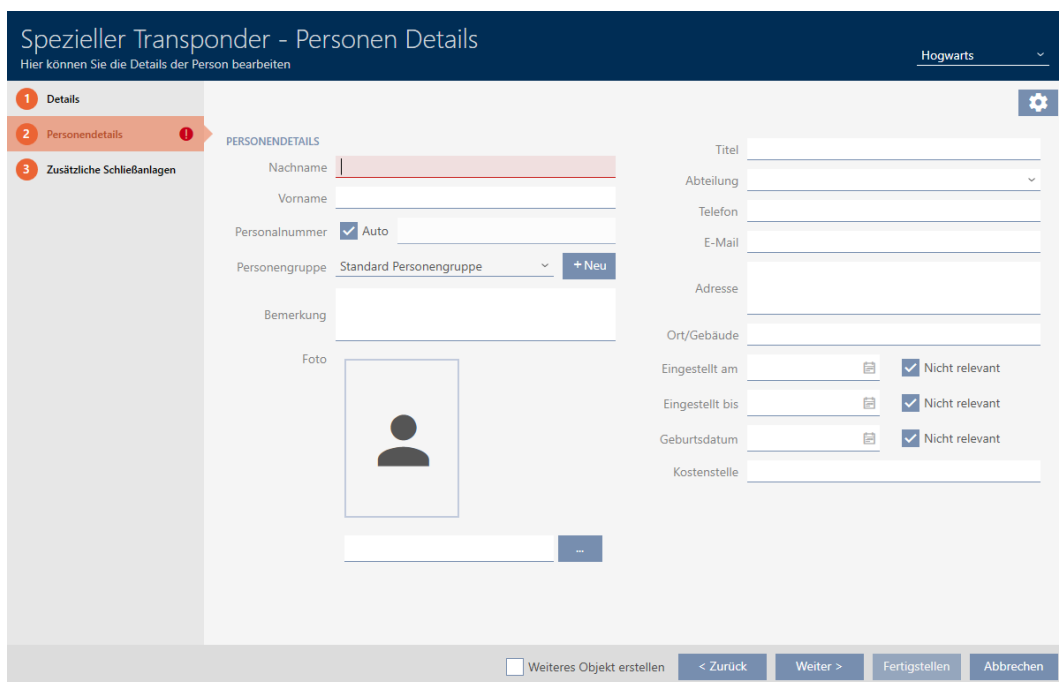 Spezieller Transponder - Personen Details
Hier können Sie die Details der Person bearbeiten
Hogwarts
1 Details
2 Personendetails
3 Zusätzliche Schließanlagen
PERSONENDETAILS
Nachname
Vorname
Personalnummer Auto
Personengruppe Standard Personengruppe + Neu
Bemerkung
Foto
...
Titel
Abteilung
Telefon
E-Mail
Adresse
Ort/Gebäude
Eingestellt am Nicht relevant
Eingestellt bis Nicht relevant
Geburtsdatum Nicht relevant
Kostenstelle
Weiteres Objekt erstellen < Zurück Weiter > Fertigstellen Abbrechen